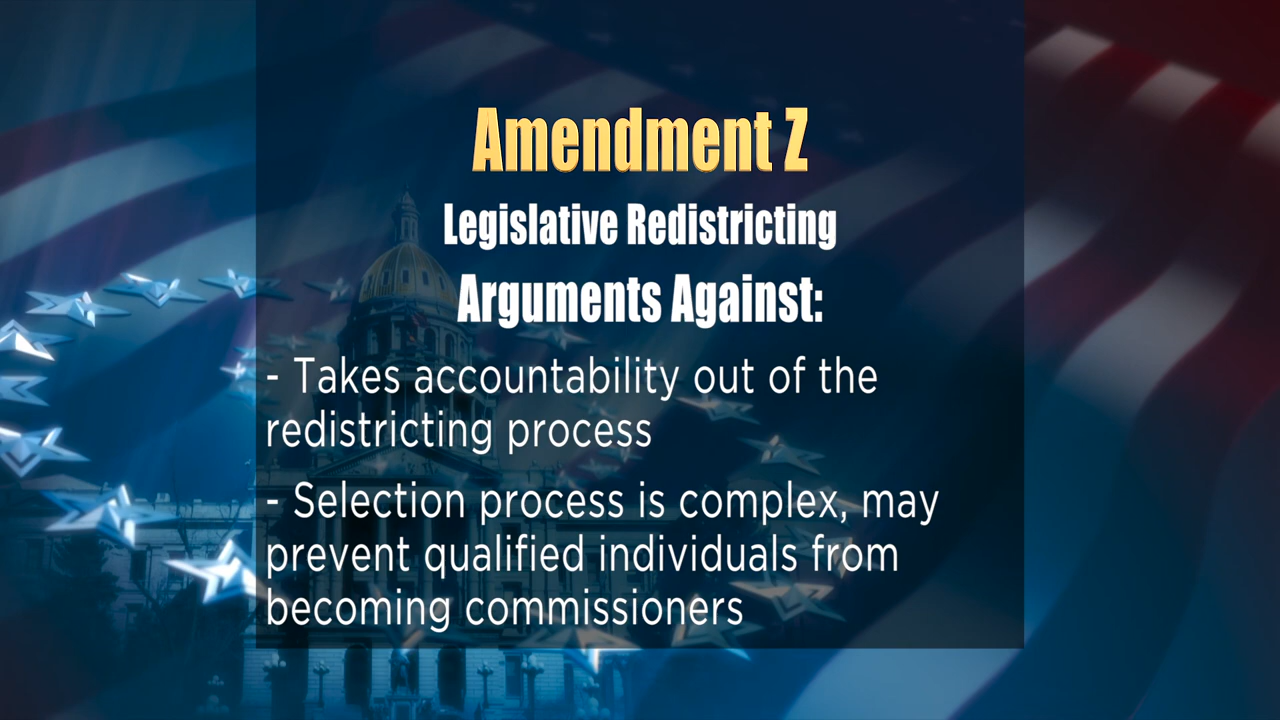 Amendment Z
Legislative Redistricting
Arguments Against:
- Takes accountability out of the
redistricting process
- Selection process is complex, may
prevent qualified individuals from
becoming commissioners